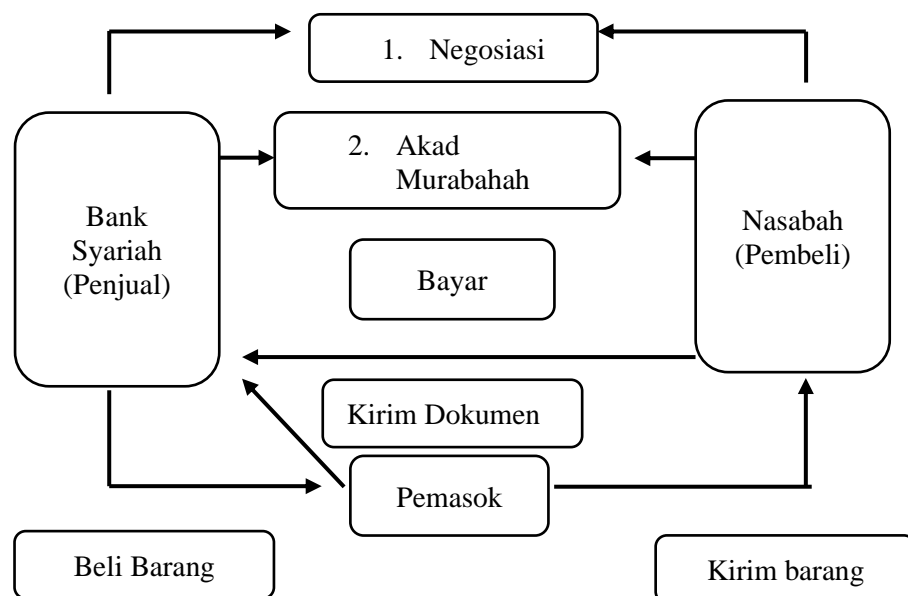 1. Negosiasi
2. Akad
Murabahah
Bank
Syariah
(Penjual)
Nasabah
(Pembeli)
Bayar
Kirim Dokumen
Pemasok
Beli Barang
Kirim barang